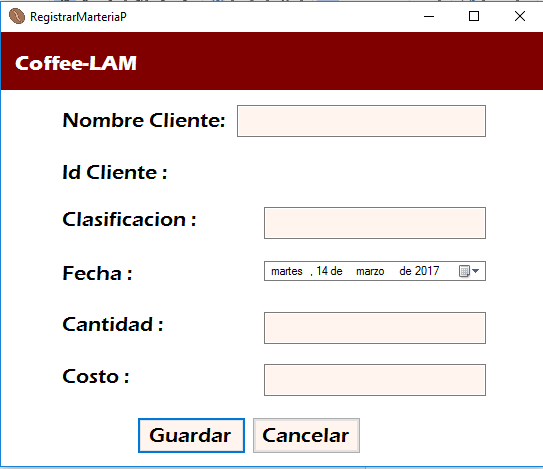 RegistrarMarteriaP
Coffee-LAM
Nombre Cliente:
Id Cliente :
Clasificacion :
Fecha : martes , 14 de marzo de 2017
Cantidad :
Costo :
Guardar Cancelar